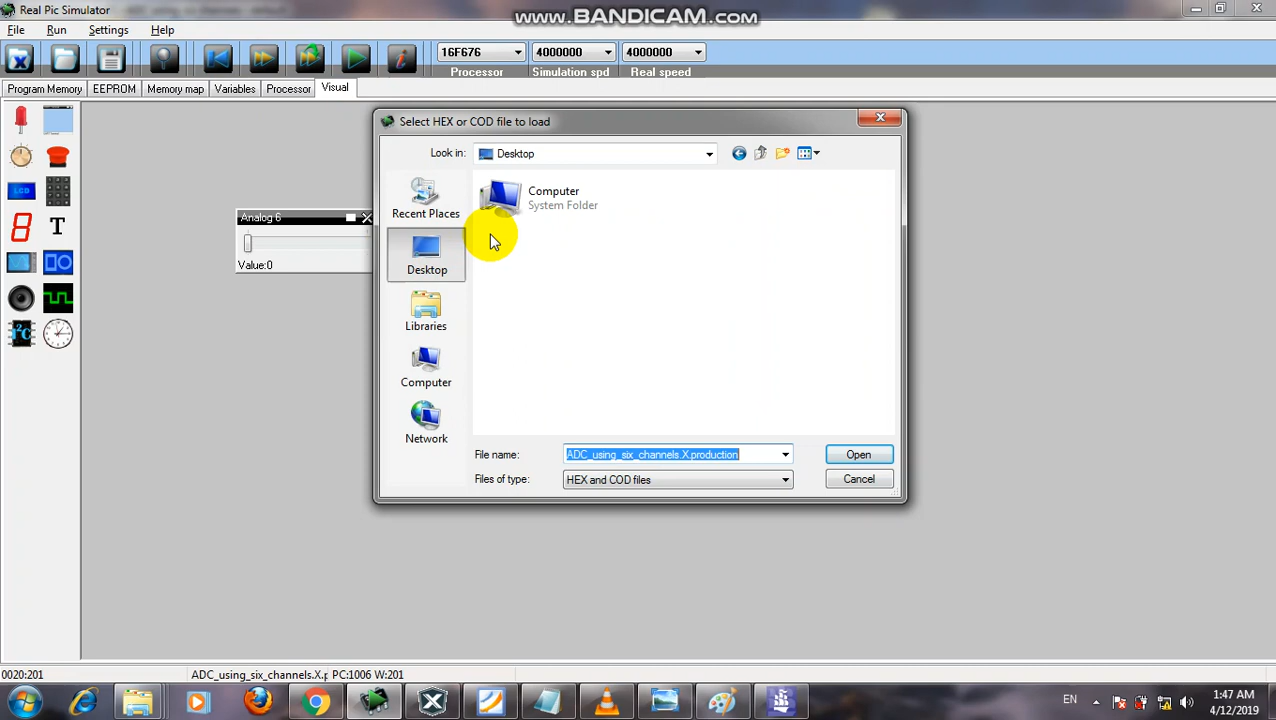 Real Pic Simulator
www.BANDICAM.com
File Run Settings Help
16F676 4000000 4000000
Processor Simulation spd Real speed
Program Memory EEPROM Memory map Variables Processor Visual
Select HEX or COD file to load
Look in: Desktop
Computer
System Folder
Recent Places
Desktop
Libraries
Computer
Network
File name: ADC_using_six_channels.X.production Open
Files of type: HEX and COD files Cancel
Analog 6
Value:0
LCD
T
I²C
0020:201 ADC_using_six_channels.X.p PC:1006 W:201
EN
1:47 AM
4/12/2019